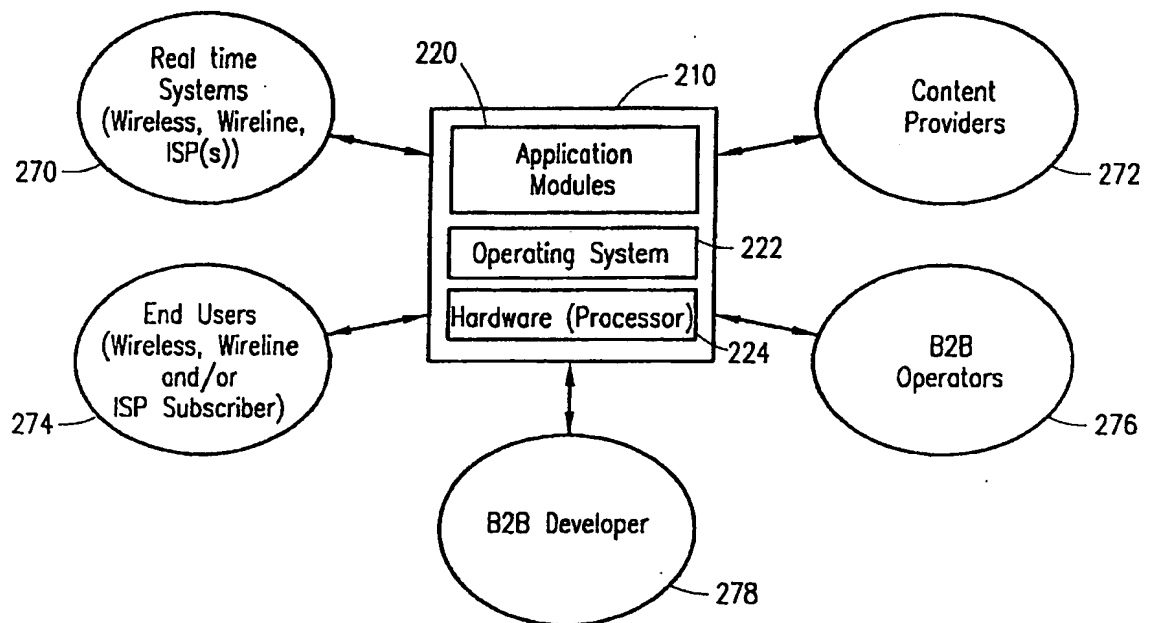 Real time
Systems
(Wireless, Wireline,
ISP(s))
270
220
210
Application
Modules
Operating System
222
Hardware (Processor)
224
Content
Providers
272
End Users
(Wireless, Wireline
and/or
ISP Subscriber)
274
B2B
Operators
276
B2B Developer
278